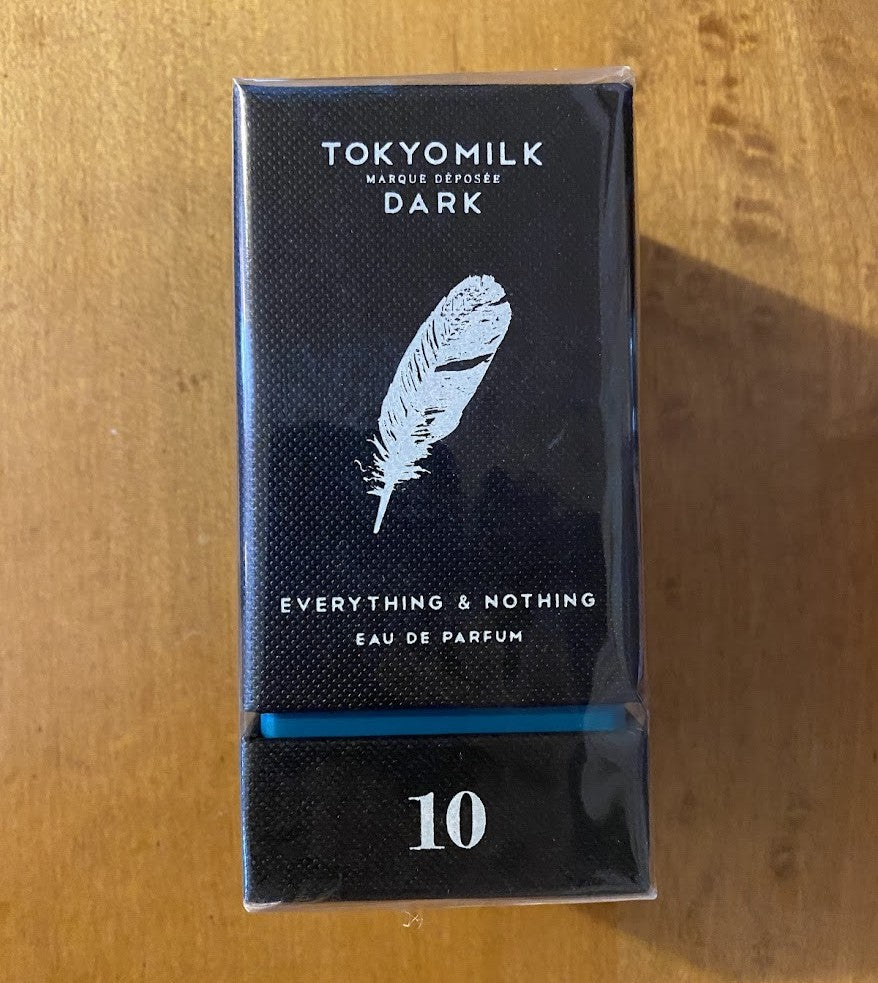 TOKYOMILK
MARQUE DÉPOSÉE
DARK
EVERYTHING & NOTHING
EAU DE PARFUM
10